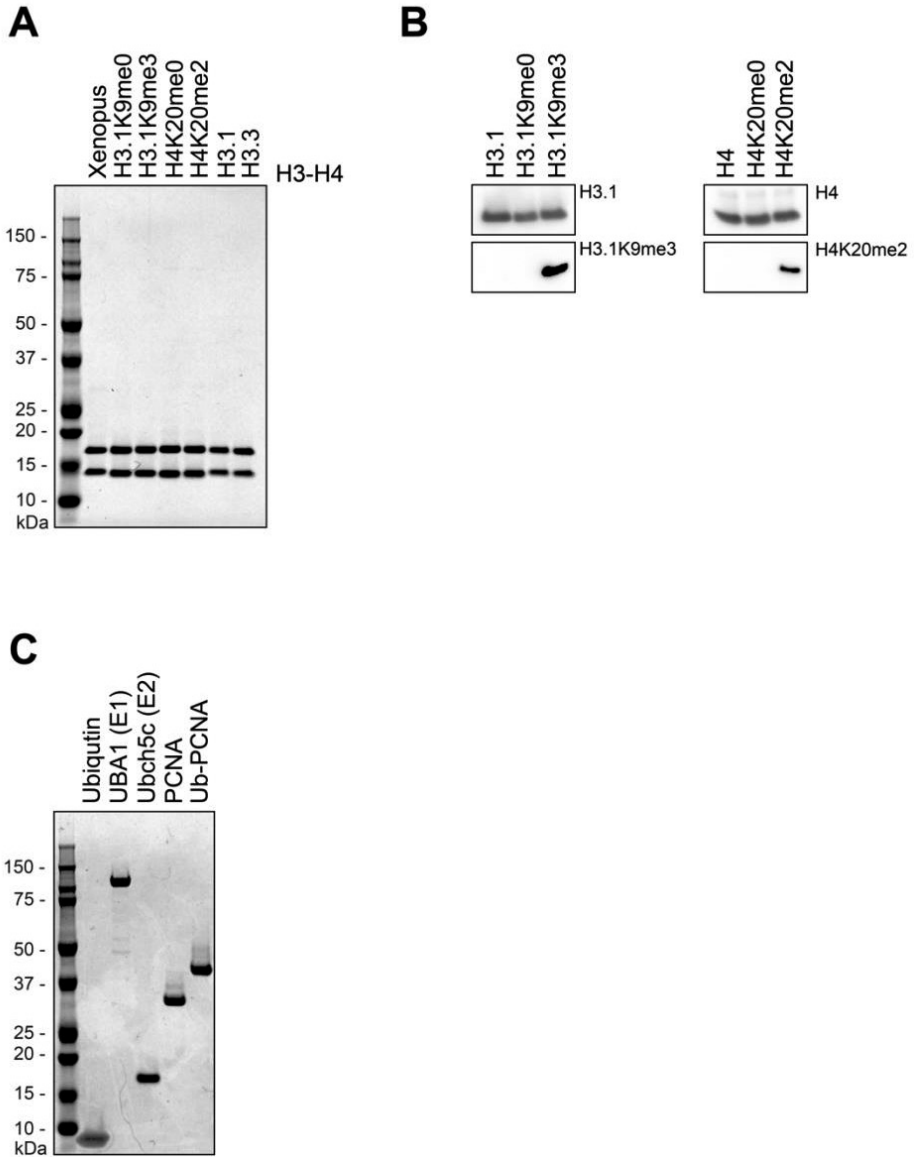 A
Xenopus
H3.1K9me0
H3.1K9me3
H4K20me0
H4K20me2
H3.1
H3.3
H3-H4
150 -
75 -
50 -
37 -
25 -
20 -
15 -
10 -
kDa
B
H3.1
H3.1K9me0
H3.1K9me3
H3.1
H3.1K9me3
H4
H4K20me0
H4K20me2
H4
H4K20me2
C
Ubiqutin
UBA1 (E1)
Ubch5c (E2)
PCNA
Ub-PCNA
150 -
75 -
50 -
37 -
25 -
20 -
15 -
10 -
kDa